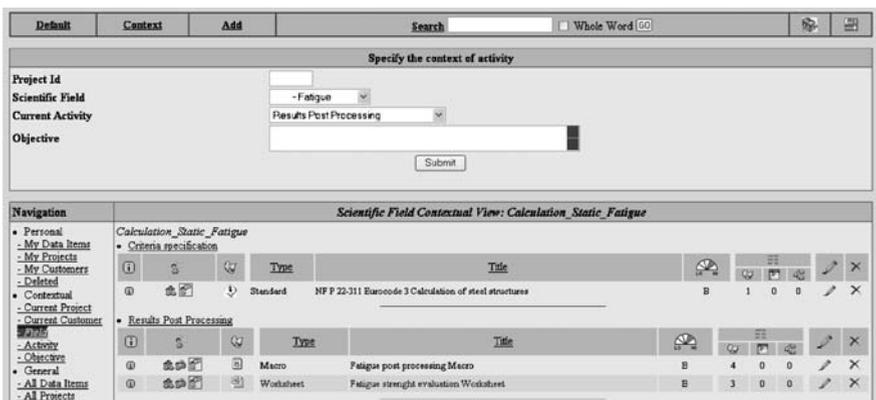 Default Context Add Search Whole Word GO
Specify the context of activity
Project Id
Scientific Field - Fatigue
Current Activity Results Post Processing
Objective
Submit
Navigation Scientific Field Contextual View: Calculation_Static_Fatigue
• Personal Calculation_Static_Fatigue
- My Data Items • Criteria specification
- My Projects
- My Customers Type Title
- Deleted
• Contextual Standard NF P 22-311 Eurocode 3 Calculation of steel structures B 1 0 0
- Current Project
- Current Customer • Results Post Processing
- Field
- Activity Type Title
- Objective
• General Macro Fatigue post processing Macro B 4 0 0
- All Data Items Worksheet Fatigue strenght evaluation Worksheet B 3 0 0
- All Projects